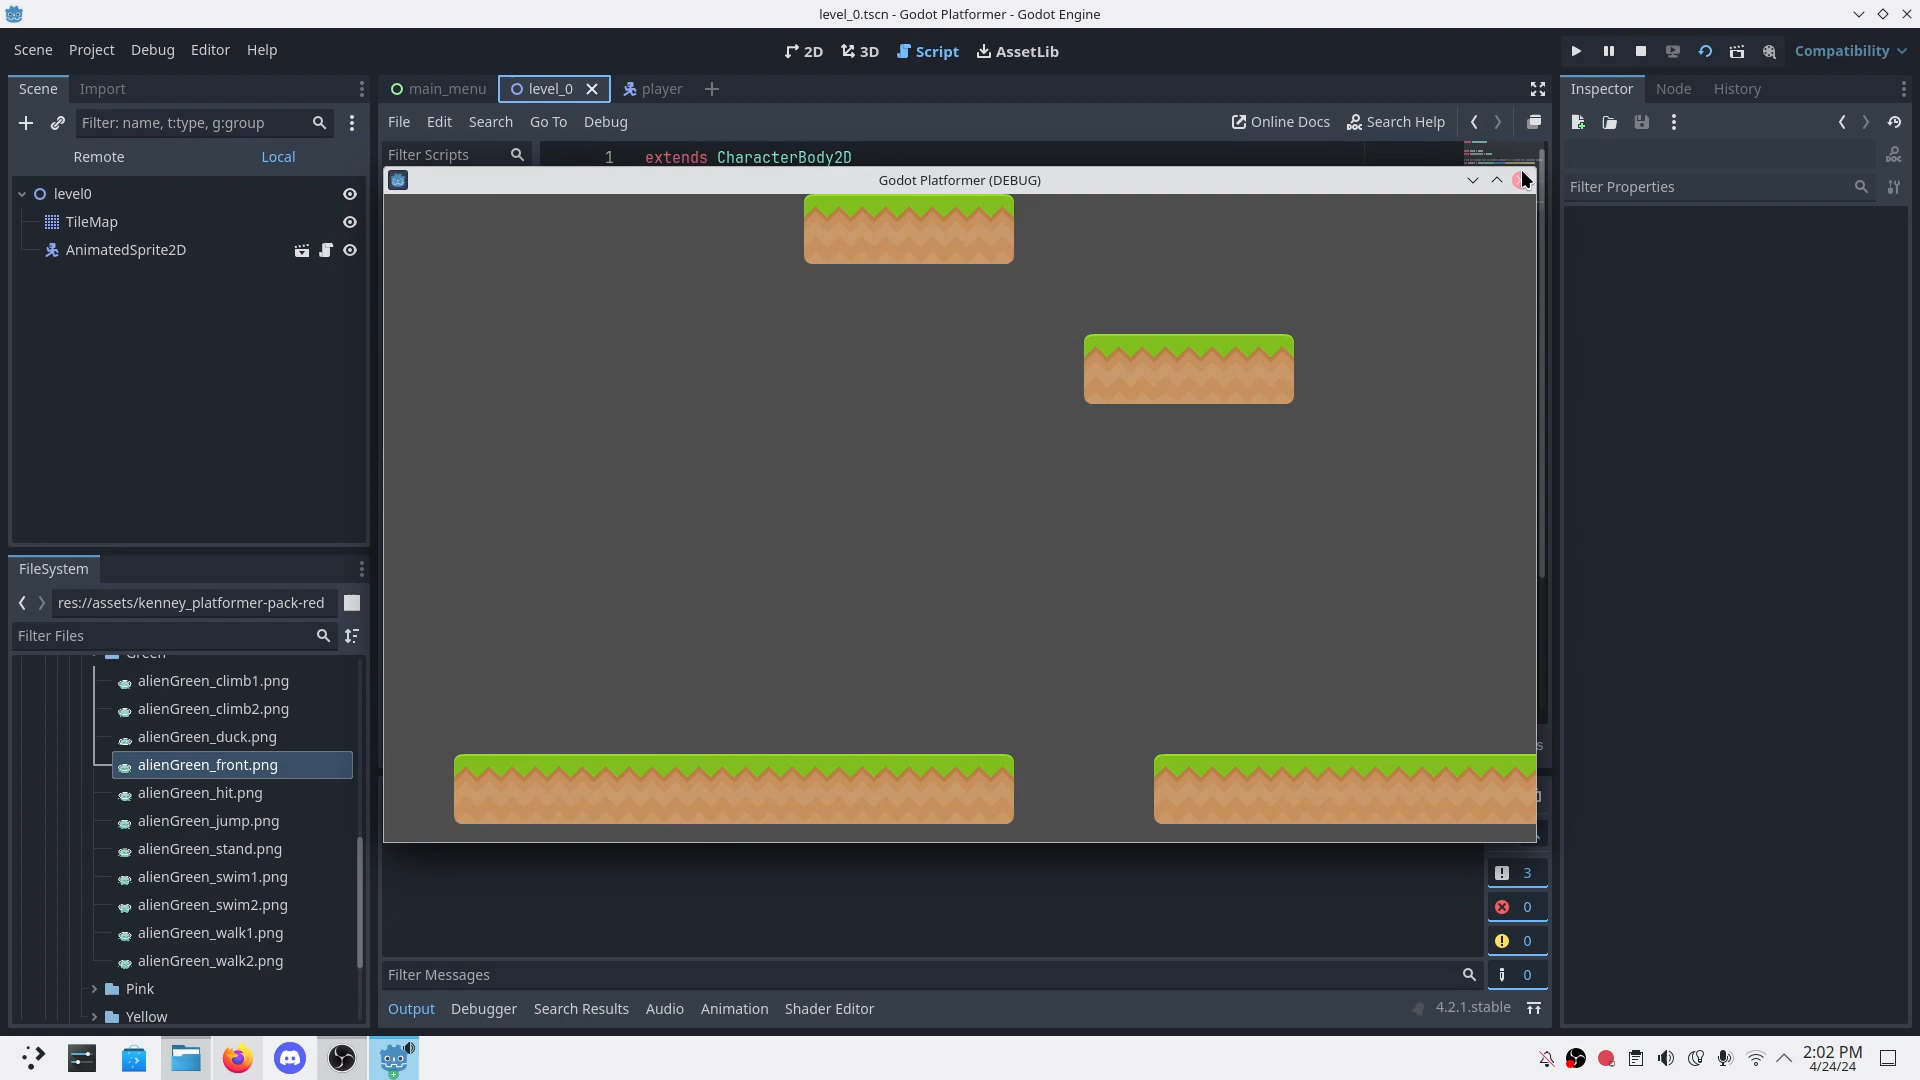 level_0.tscn - Godot Platformer - Godot Engine
Scene Project Debug Editor Help
2D 3D Script AssetLib
Compatibility
Scene Import
main_menu level_0 player
Inspector Node History
Filter: name, t:type, g:group
File Edit Search Go To Debug
Online Docs Search Help
Remote Local
Filter Scripts
1 extends CharacterBody2D
Godot Platformer (DEBUG)
Filter Properties
level0
TileMap
AnimatedSprite2D
FileSystem
res://assets/kenney_platformer-pack-red
Filter Files
Green
alienGreen_climb1.png
alienGreen_climb2.png
alienGreen_duck.png
alienGreen_front.png
alienGreen_hit.png
alienGreen_jump.png
alienGreen_stand.png
alienGreen_swim1.png
alienGreen_swim2.png
alienGreen_walk1.png
alienGreen_walk2.png
Pink
Yellow
3
0
0
0
Filter Messages
Output Debugger Search Results Audio Animation Shader Editor
4.2.1.stable
2:02 PM
4/24/24